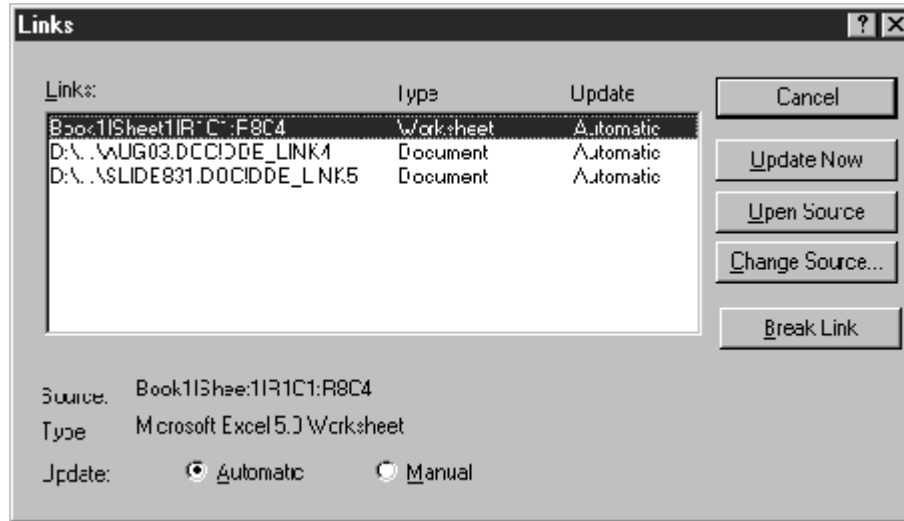 Links
Links: Type Update
Book1!Sheet1!R1C1:R8C4 Worksheet Automatic
D:\...\AUG03.DOC!DDE_LINK4 Document Automatic
D:\...\SLIDE831.DOC!DDE_LINK5 Document Automatic
Cancel
Update Now
Open Source
Change Source...
Break Link
Source: Book1!Sheet1!R1C1:R8C4
Type Microsoft Excel 5.0 Worksheet
Update: Automatic Manual